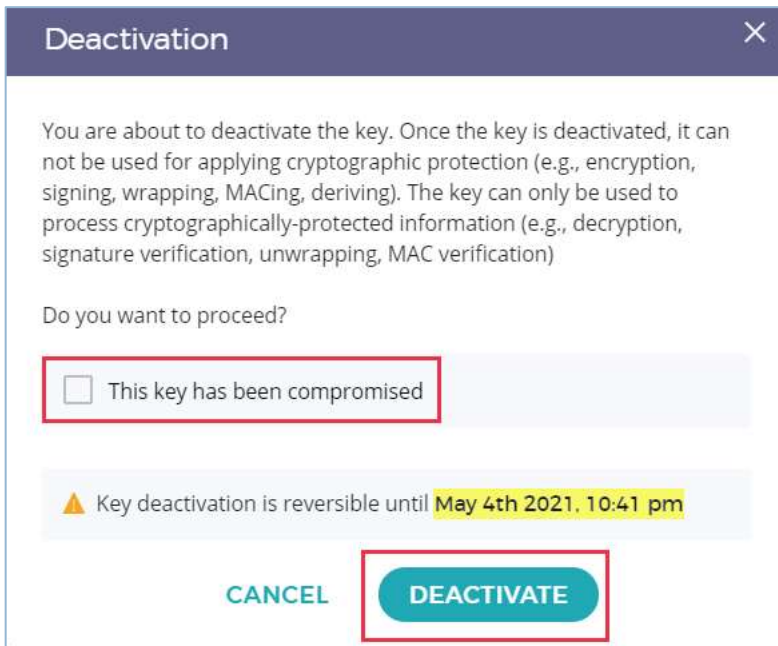 Deactivation
You are about to deactivate the key. Once the key is deactivated, it can
not be used for applying cryptographic protection (e.g., encryption,
signing, wrapping, MACing, deriving). The key can only be used to
process cryptographically-protected information (e.g., decryption,
signature verification, unwrapping, MAC verification)
Do you want to proceed?
This key has been compromised
Key deactivation is reversible until May 4th 2021, 10:41 pm
CANCEL DEACTIVATE